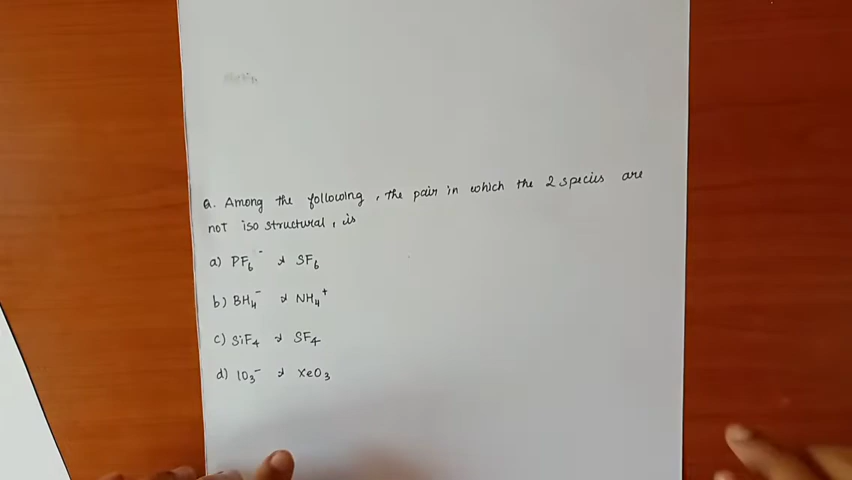 Q. Among the following, the pair in which the 2 species are
not iso structural, is
a) PF₆⁻ & SF₆
b) BH₄⁻ & NH₄⁺
c) SiF₄ & SF₄
d) IO₃⁻ & XeO₃